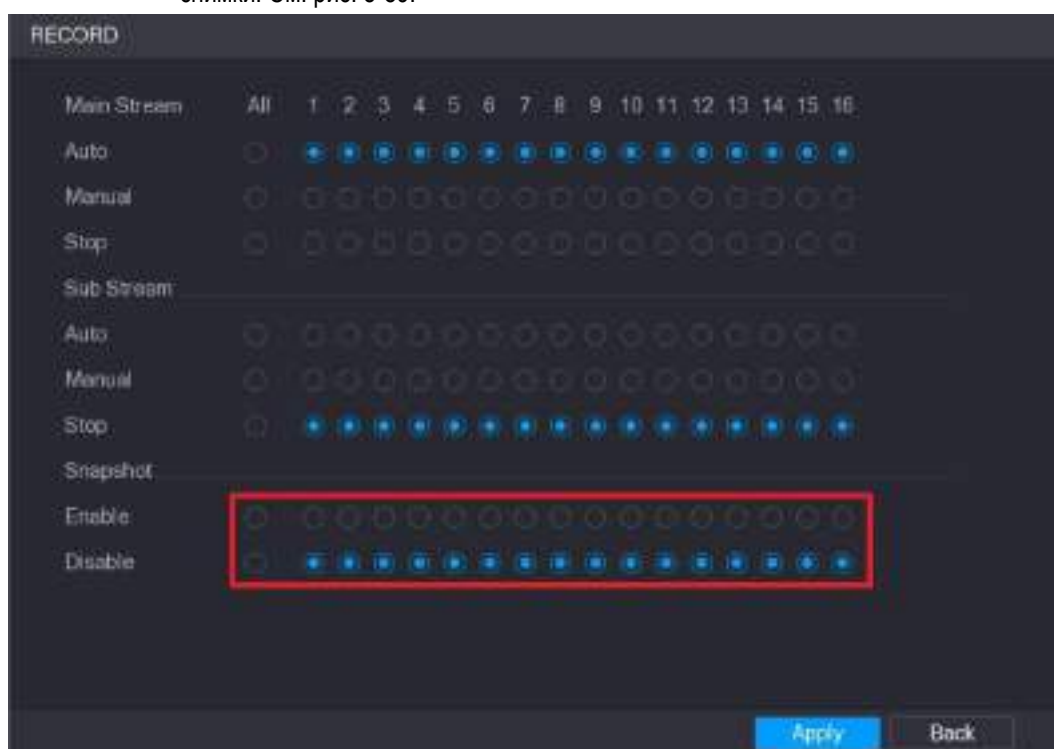 RECORD
Main Stream All 1 2 3 4 5 6 7 8 9 10 11 12 13 14 15 16
Auto
Manual
Stop
Sub Stream
Auto
Manual
Stop
Snapshot
Enable
Disable
Apply Back